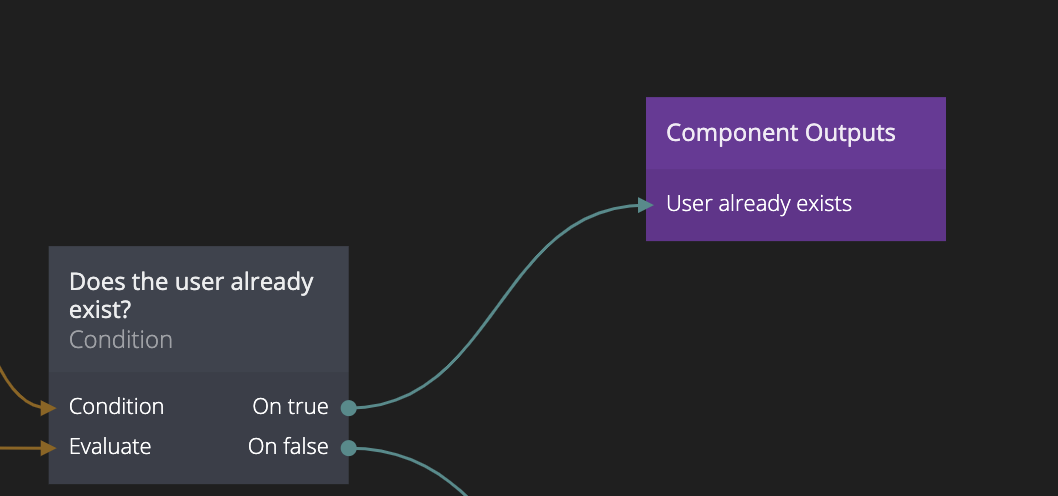 Component Outputs
User already exists
Does the user already
exist?
Condition
Condition On true
Evaluate On false